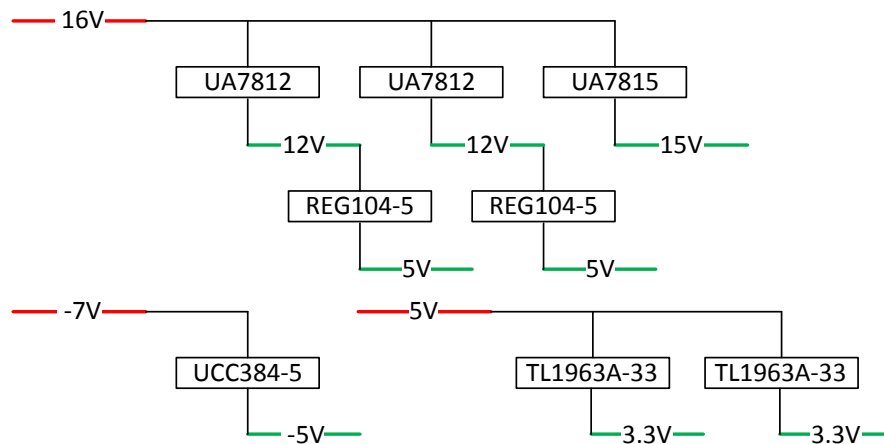 16V
UA7812 UA7812 UA7815
12V 12V 15V
REG104-5 REG104-5
5V 5V
-7V 5V
UCC384-5 TL1963A-33 TL1963A-33
-5V 3.3V 3.3V